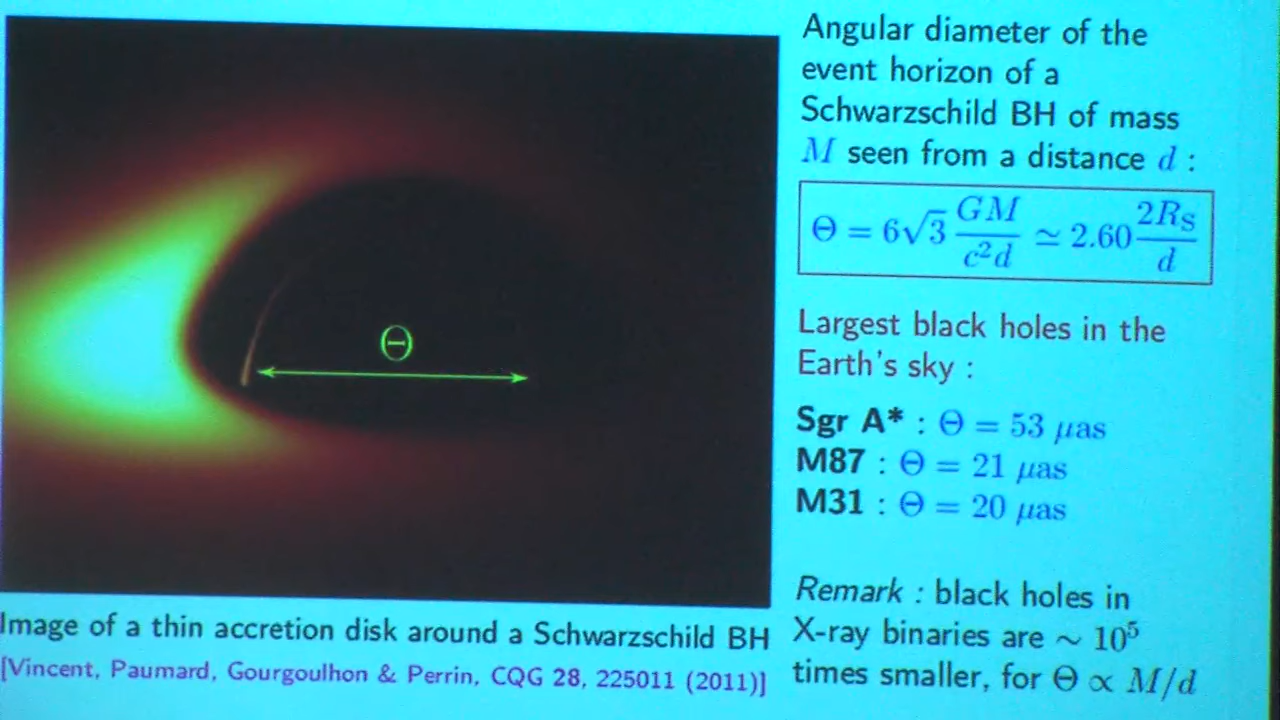 Angular diameter of the
event horizon of a
Schwarzschild BH of mass
M seen from a distance d :
Θ = 6√3 GM/c²d ≃ 2.60 2R_S/d
Θ
Largest black holes in the
Earth's sky :
Sgr A* : Θ = 53 μas
M87 : Θ = 21 μas
M31 : Θ = 20 μas
Remark : black holes in
X-ray binaries are ∼ 10⁵
times smaller, for Θ ∝ M/d
Image of a thin accretion disk around a Schwarzschild BH
[Vincent, Paumard, Gourgoulhon & Perrin, CQG 28, 225011 (2011)]